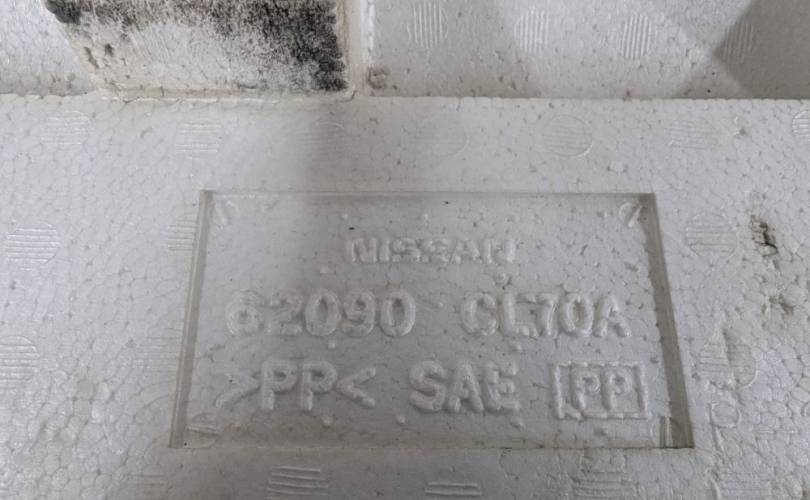 NISSAN
62090 CL70A
>PP< SAE PP